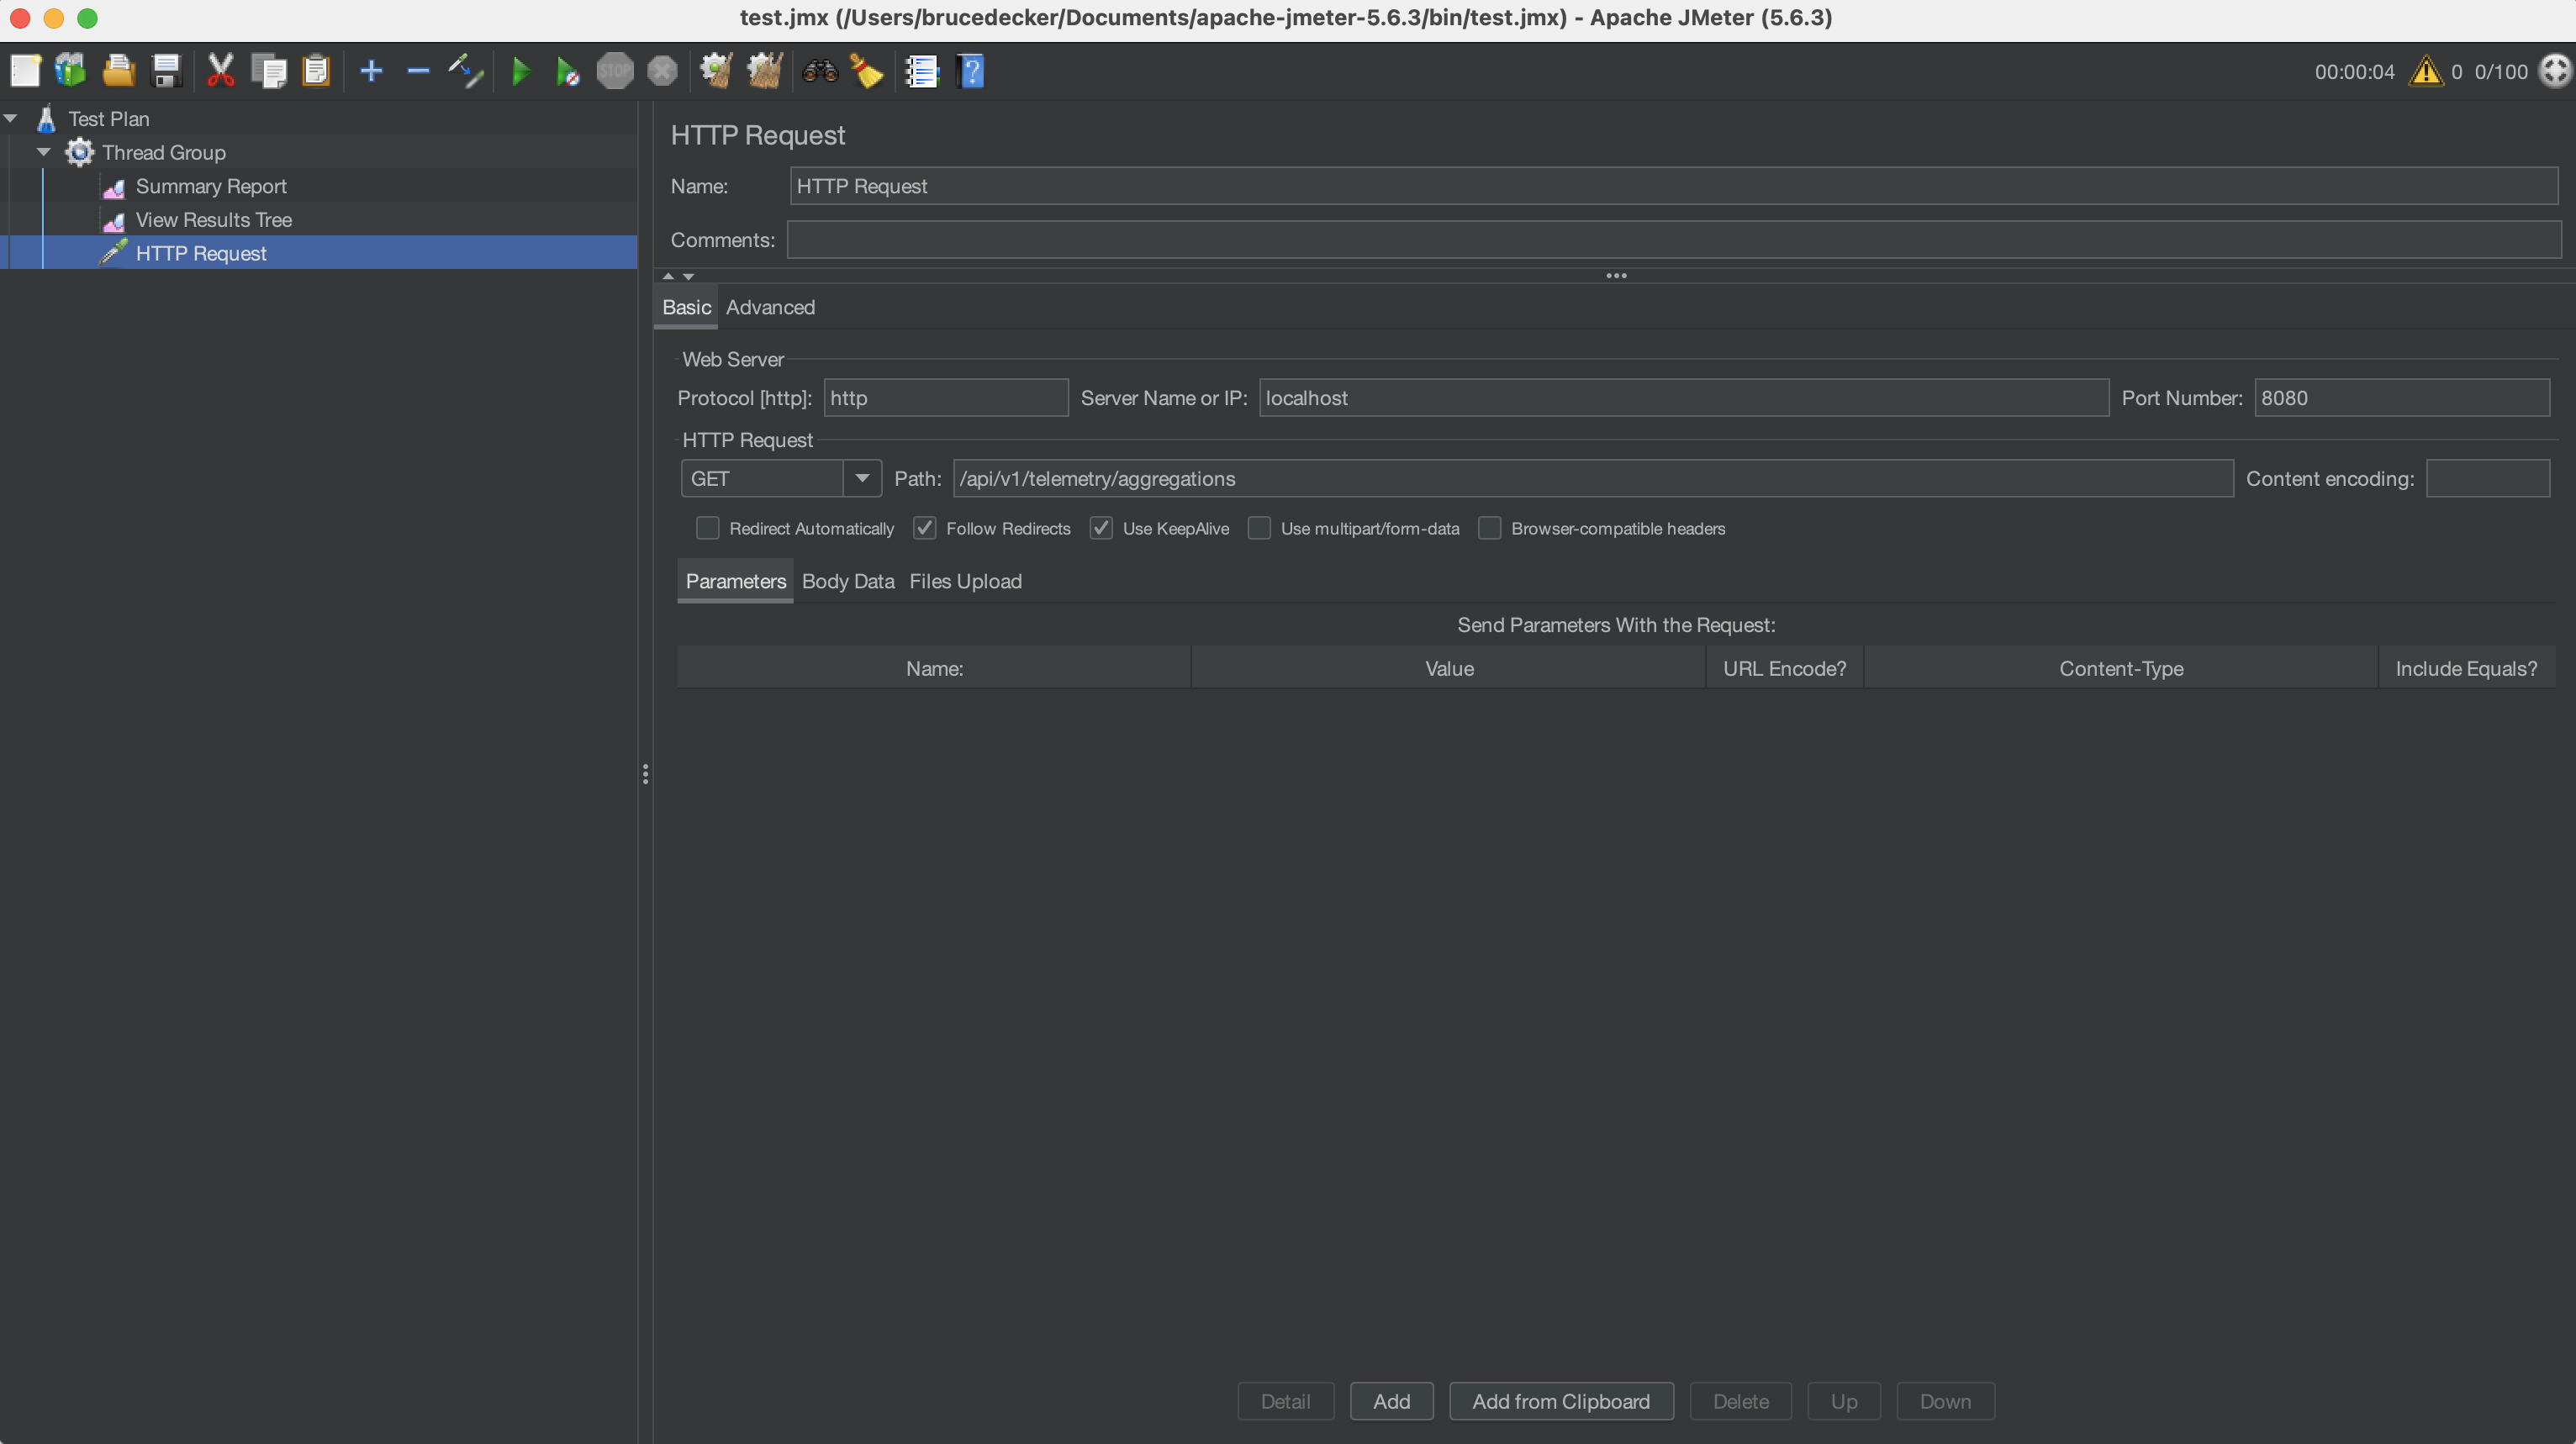 test.jmx (/Users/brucedecker/Documents/apache-jmeter-5.6.3/bin/test.jmx) - Apache JMeter (5.6.3)
STOP
?
00:00:04 0 0/100
Test Plan
Thread Group
Summary Report
View Results Tree
HTTP Request
HTTP Request
Name: HTTP Request
Comments:
Basic Advanced
Web Server
Protocol [http]: http Server Name or IP: localhost Port Number: 8080
HTTP Request
GET Path: /api/v1/telemetry/aggregations Content encoding:
Redirect Automatically Follow Redirects Use KeepAlive Use multipart/form-data Browser-compatible headers
Parameters Body Data Files Upload
Send Parameters With the Request:
Name: Value URL Encode? Content-Type Include Equals?
Detail Add Add from Clipboard Delete Up Down